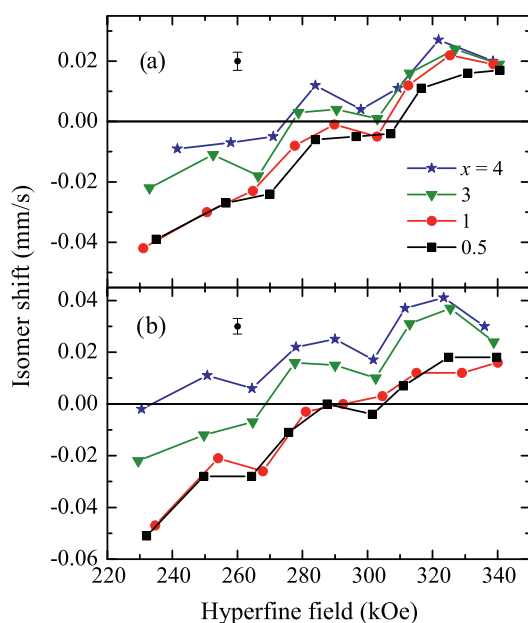 0.02
(a)
0.00
x = 4
-0.02
3
1
-0.04
0.5
Isomer shift (mm/s)
0.04
(b)
0.02
0.00
-0.02
-0.04
-0.06
220 240 260 280 300 320 340
Hyperfine field (kOe)